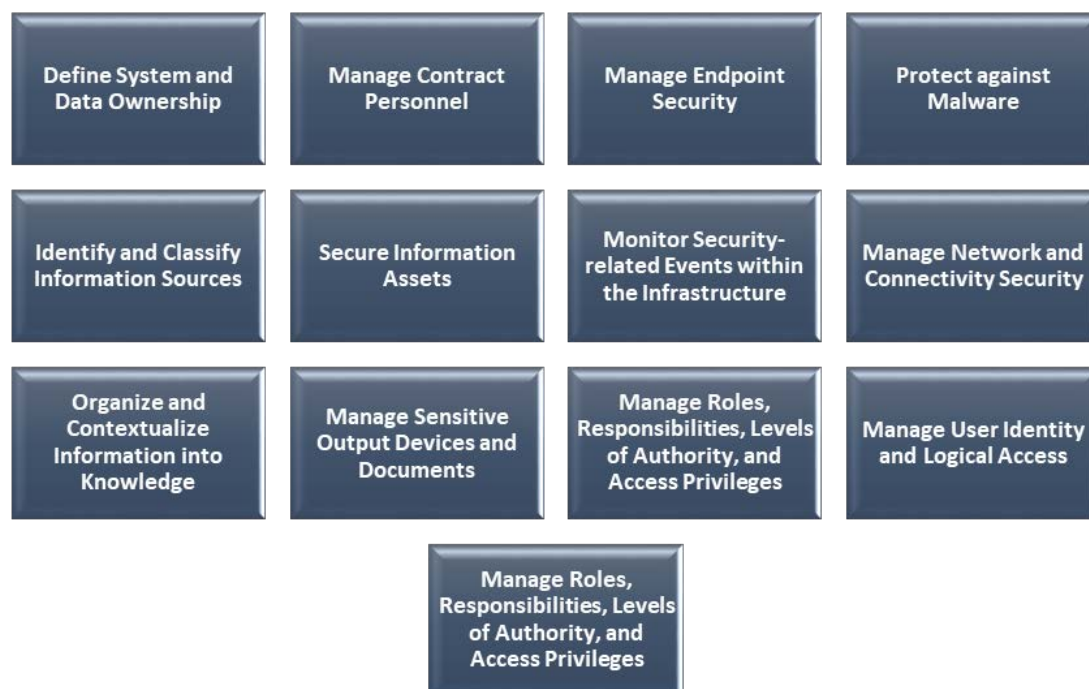 Define System and
Data Ownership
Manage Contract
Personnel
Manage Endpoint
Security
Protect against
Malware
Identify and Classify
Information Sources
Secure Information
Assets
Monitor Security-
related Events within
the Infrastructure
Manage Network and
Connectivity Security
Organize and
Contextualize
Information into
Knowledge
Manage Sensitive
Output Devices and
Documents
Manage Roles,
Responsibilities, Levels
of Authority, and
Access Privileges
Manage User Identity
and Logical Access
Manage Roles,
Responsibilities, Levels
of Authority, and
Access Privileges